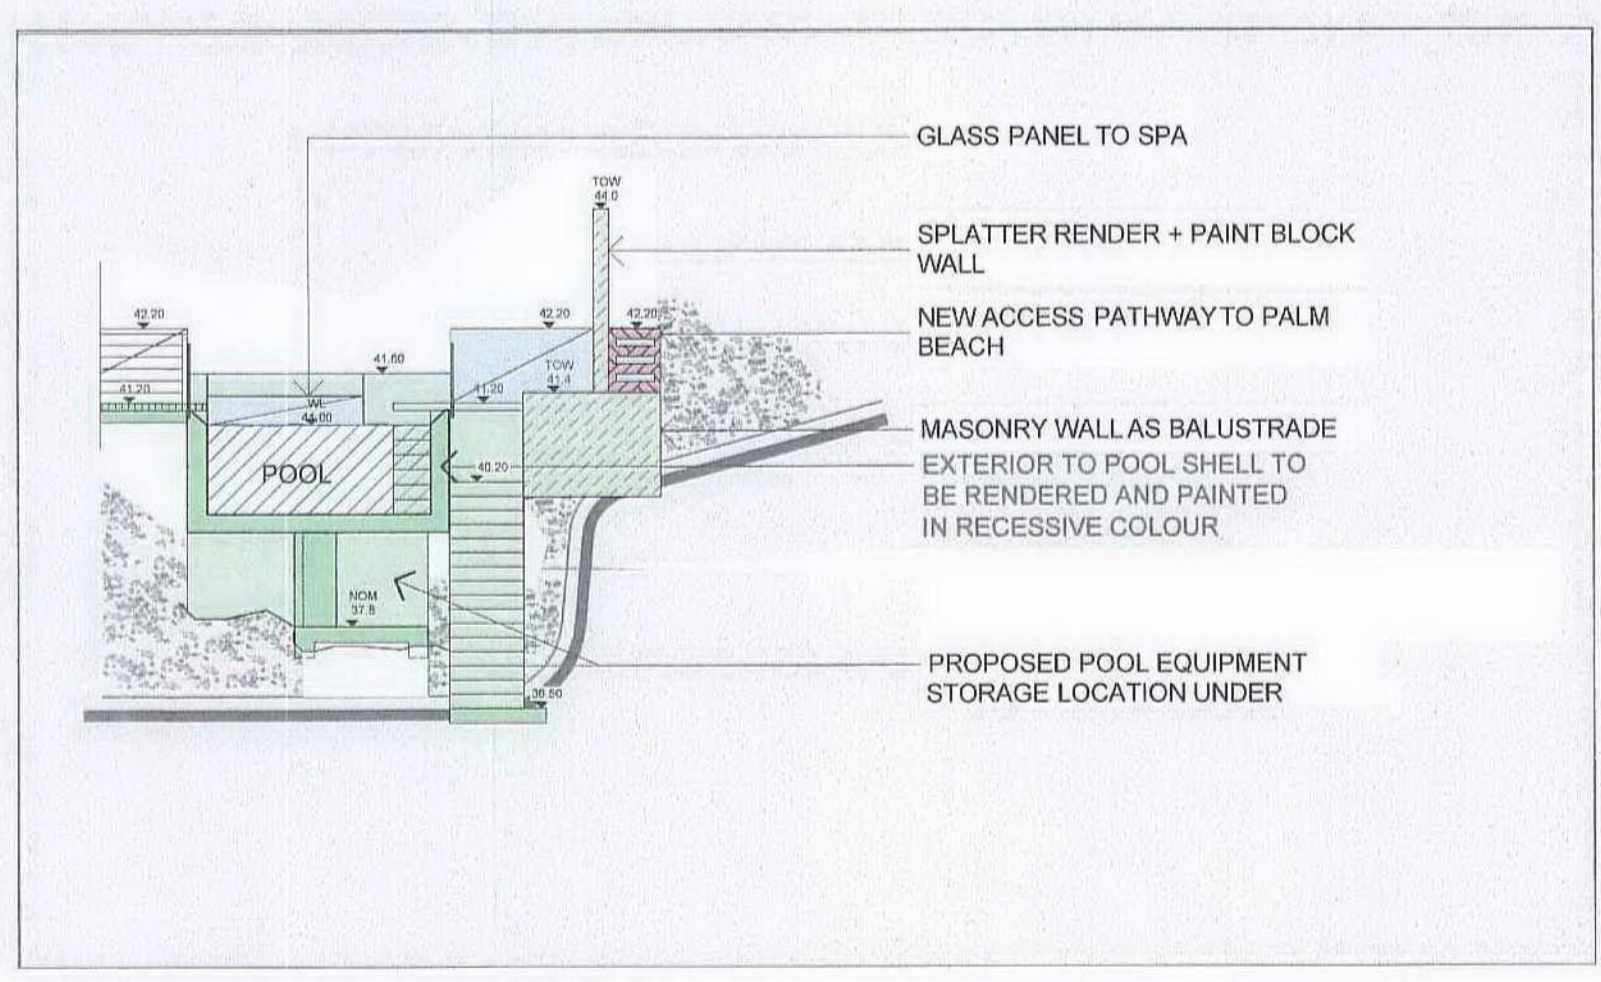 GLASS PANEL TO SPA
TOW
44.0
SPLATTER RENDER + PAINT BLOCK
WALL
42.20
42.20
42.20
NEW ACCESS PATHWAY TO PALM
BEACH
41.60
TOW
41.4
41.20
41.20
WL
41.00
MASONRY WALL AS BALUSTRADE
POOL
40.20
EXTERIOR TO POOL SHELL TO
BE RENDERED AND PAINTED
IN RECESSIVE COLOUR
NOM
37.8
PROPOSED POOL EQUIPMENT
STORAGE LOCATION UNDER